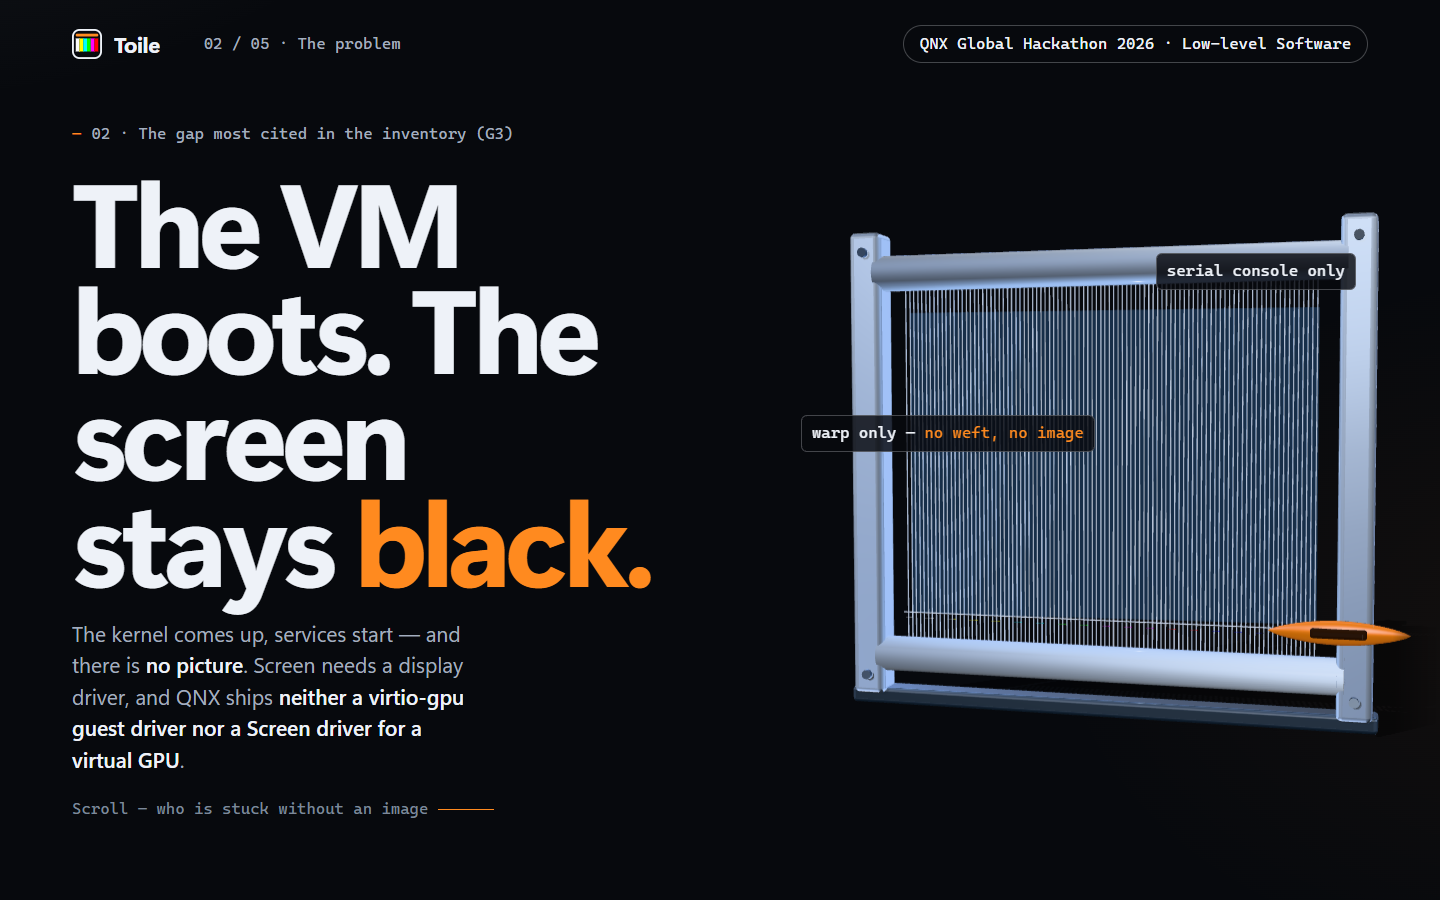 Toile
02 / 05 · The problem
QNX Global Hackathon 2026 · Low-level Software
— 02 · The gap most cited in the inventory (G3)
The VM
boots. The
screen
stays black.
The kernel comes up, services start — and
there is no picture. Screen needs a display
driver, and QNX ships neither a virtio-gpu
guest driver nor a Screen driver for a
virtual GPU.
Scroll — who is stuck without an image
serial console only
warp only — no weft, no image